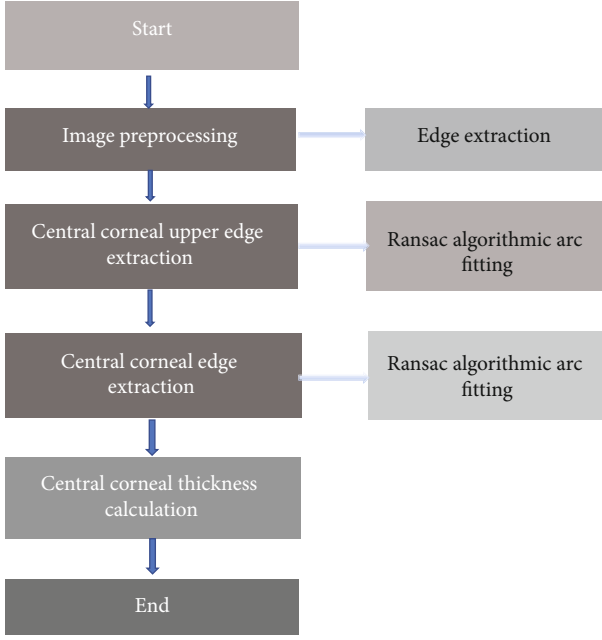 Start
Image preprocessing
Edge extraction
Central corneal upper edge
extraction
Ransac algorithmic arc
fitting
Central corneal edge
extraction
Ransac algorithmic arc
fitting
Central corneal thickness
calculation
End